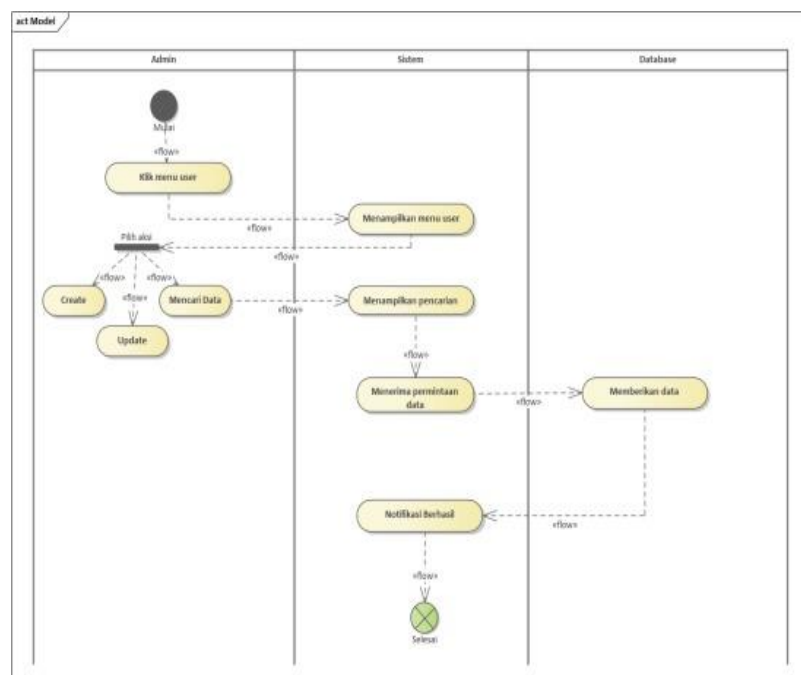 act Model
Admin
Sistem
Database
Mulai
«flow»
Klik menu user
«flow»
Menampilkan menu user
«flow»
Pilih aksi
«flow»
«flow»
«flow»
Create
Update
Mencari Data
«flow»
Menampilkan pencarian
«flow»
Menerima permintaan
data
«flow»
Memberikan data
«flow»
Notifikasi Berhasil
«flow»
Selesai